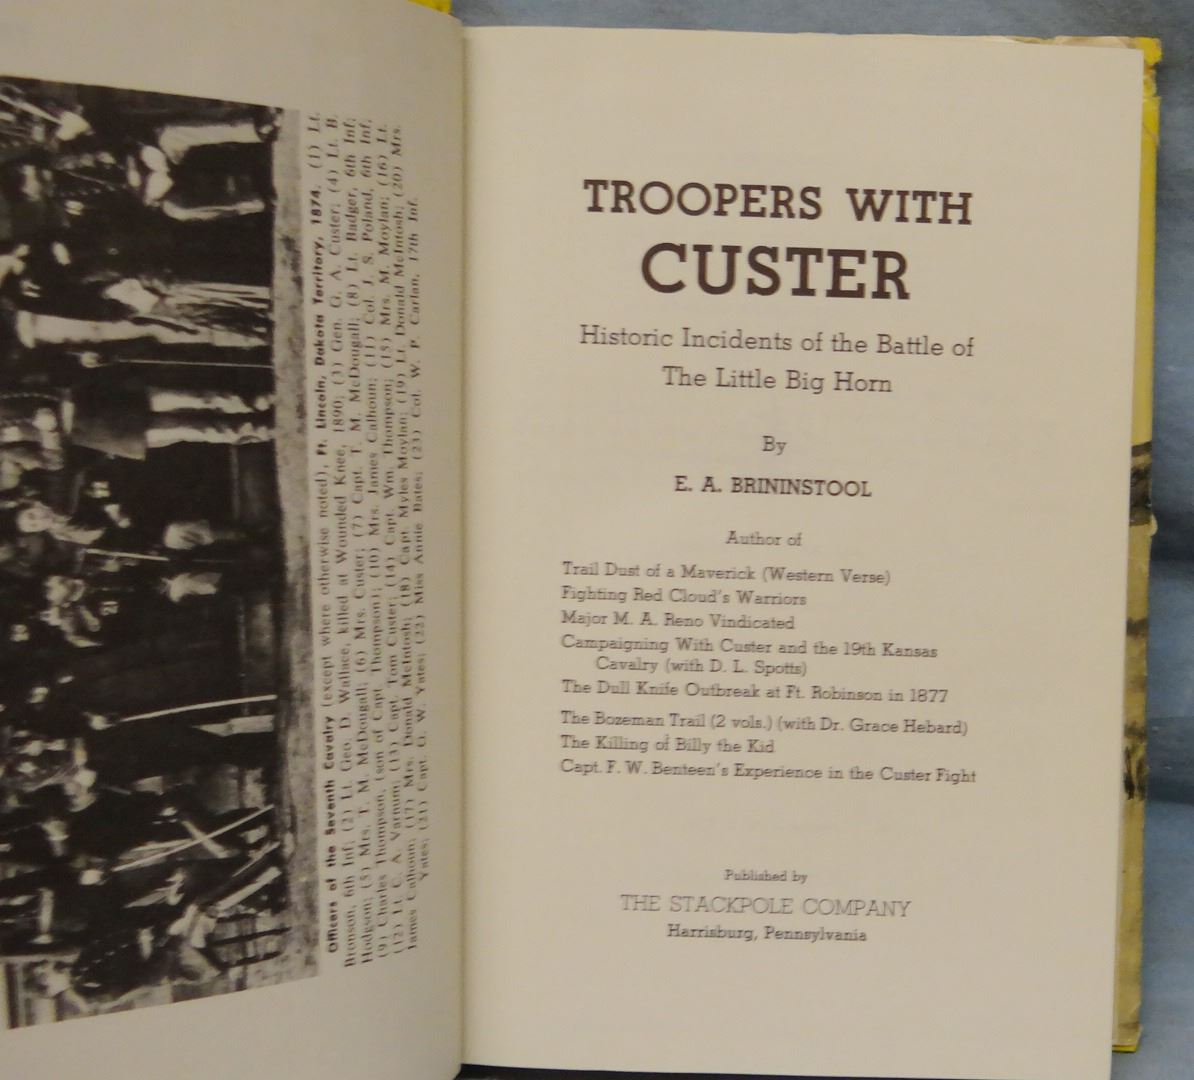 Officers of the Seventh Cavalry (except where otherwise noted), Ft. Lincoln, Dakota Territory, 1874. (1) Lt.
Bronson, 6th Inf; (2) Lt. Geo. D. Wallace, killed at Wounded Knee, 1890; (3) Gen. G. A. Custer; (4) Lt. B.
Hodgson; (5) Mrs. T. M. McDougall; (6) Mrs. Custer; (7) Capt. T. M. McDougall; (8) Lt. Badger, 6th Inf;
(9) Charles Thompson, (son of Capt. Thompson); (10) Mrs. James Calhoun; (11) Col. J. S. Poland, 6th Inf;
(12) Lt. C. A. Varnum; (13) Capt. Tom Custer; (14) Capt. Wm. Thompson; (15) Mrs. M. Moylan; (16) Lt.
James Calhoun; (17) Mrs. Donald McIntosh; (18) Capt. Myles Moylan; (19) Lt. Donald McIntosh; (20) Mrs.
Yates; (21) Capt. G. W. Yates; (22) Miss Annie Bates; (23) Col. W. P. Carlan, 17th Inf.
TROOPERS WITH
CUSTER
Historic Incidents of the Battle of
The Little Big Horn
By
E. A. BRININSTOOL
Author of
Trail Dust of a Maverick (Western Verse)
Fighting Red Cloud's Warriors
Major M. A. Reno Vindicated
Campaigning With Custer and the 19th Kansas
Cavalry (with D. L. Spotts)
The Dull Knife Outbreak at Ft. Robinson in 1877
The Bozeman Trail (2 vols.) (with Dr. Grace Hebard)
The Killing of Billy the Kid
Capt. F. W. Benteen's Experience in the Custer Fight
Published by
THE STACKPOLE COMPANY
Harrisburg, Pennsylvania